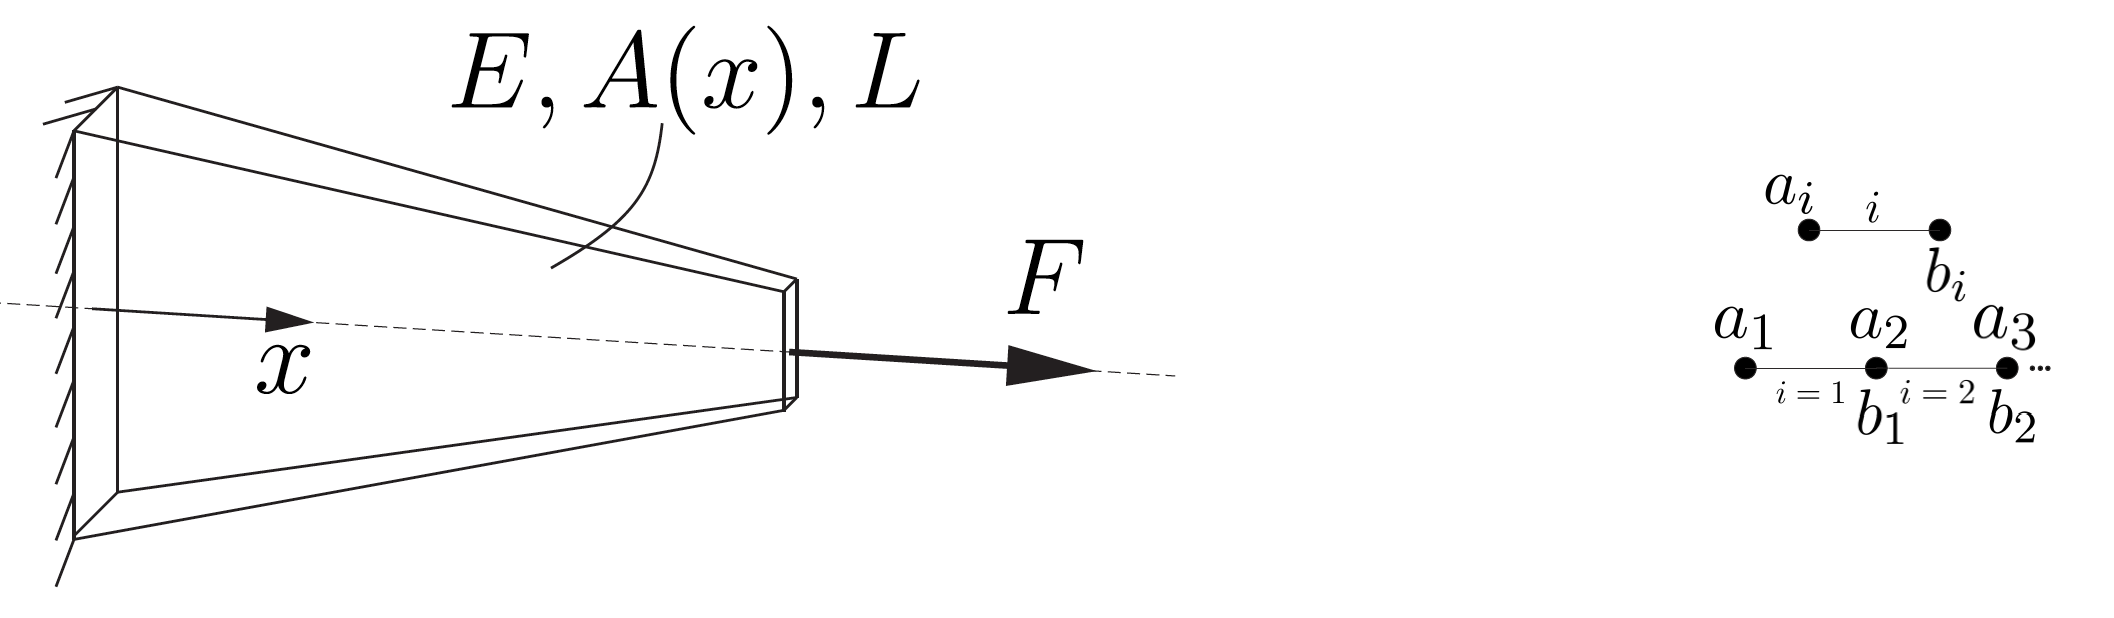 E, A(x), L
F
x
a_i i
b_i
a_1 a_2 a_3
i = 1 i = 2 ...
b_1 b_2